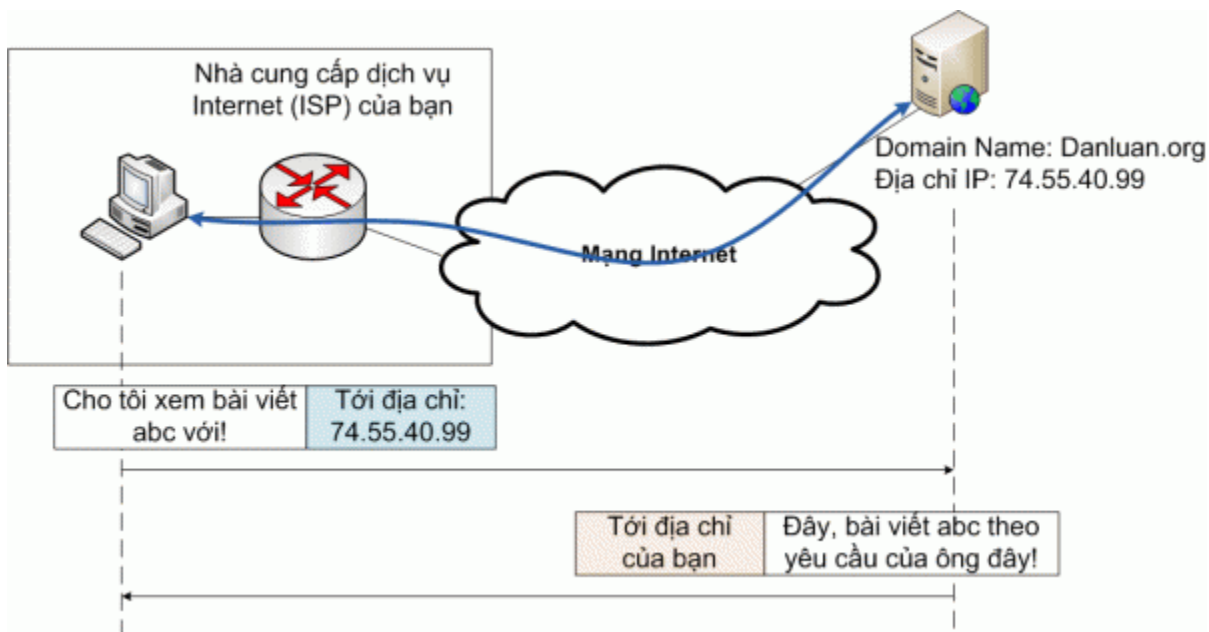 Nhà cung cấp dịch vụ
Internet (ISP) của bạn
Domain Name: Danluan.org
Địa chỉ IP: 74.55.40.99
Mạng Internet
Cho tôi xem bài viết
abc với!
Tới địa chỉ:
74.55.40.99
Tới địa chỉ
của bạn
Đây, bài viết abc theo
yêu cầu của ông đây!